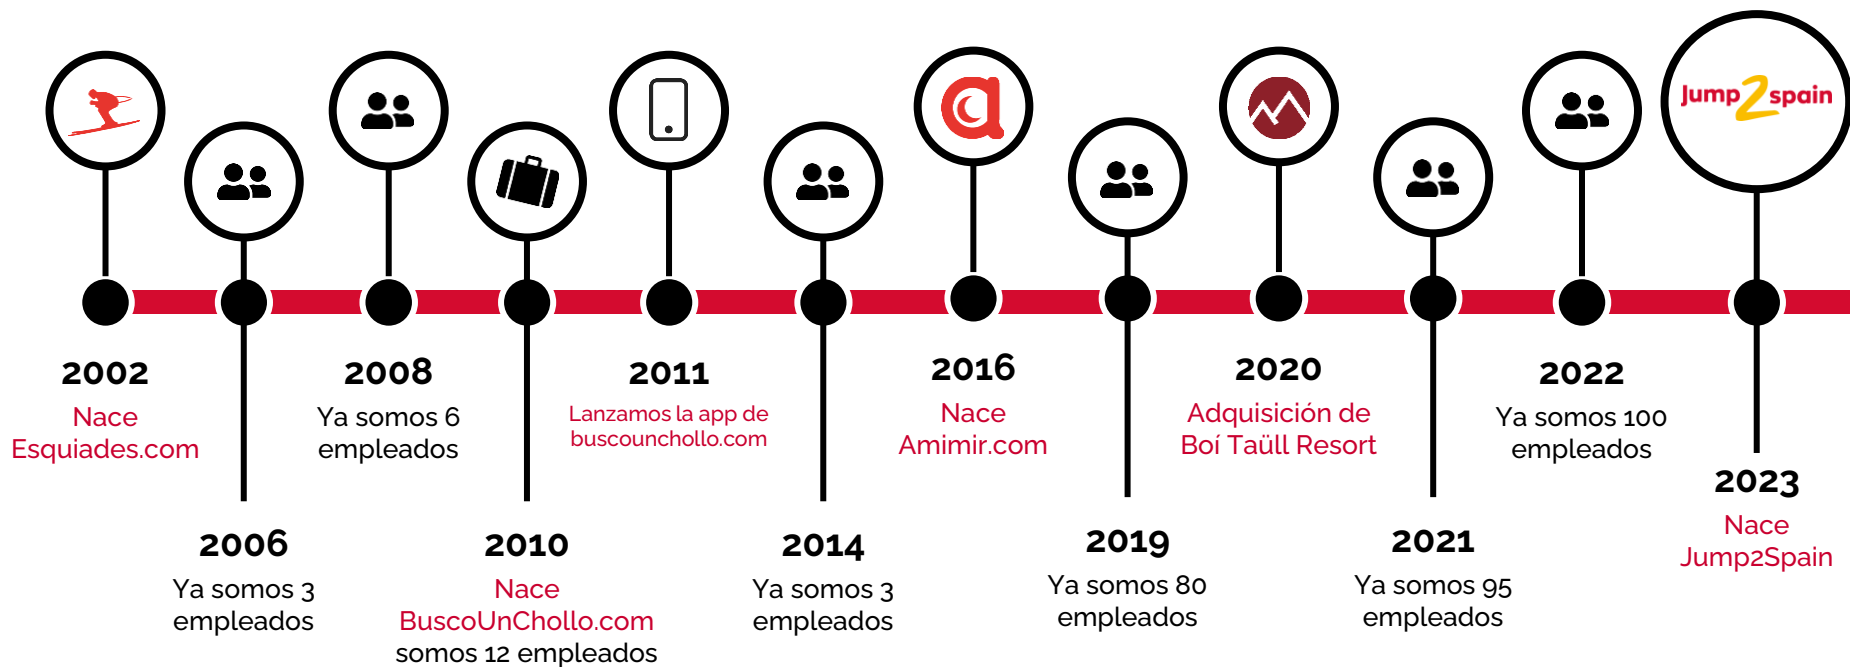 Jump2spain
2002
Nace
Esquiades.com
2006
Ya somos 3
empleados
2008
Ya somos 6
empleados
2010
Nace
BuscoUnChollo.com
somos 12 empleados
2011
Lanzamos la app de
buscounchollo.com
2014
Ya somos 3
empleados
2016
Nace
Amimir.com
2019
Ya somos 80
empleados
2020
Adquisición de
Boí Taüll Resort
2021
Ya somos 95
empleados
2022
Ya somos 100
empleados
2023
Nace
Jump2Spain